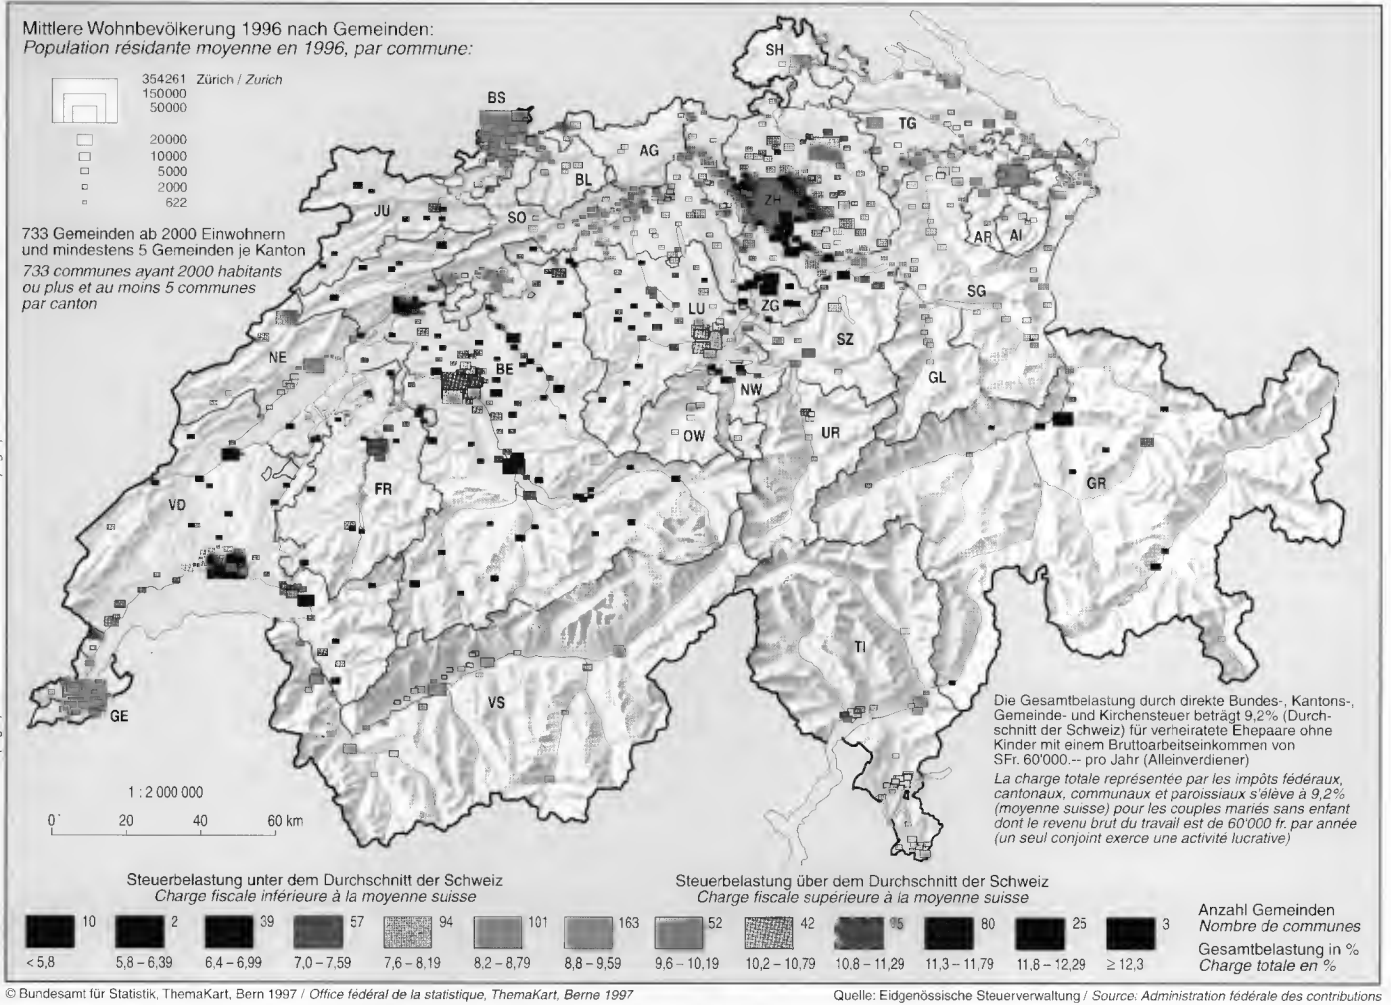 Mittlere Wohnbevölkerung 1996 nach Gemeinden:
Population résidante moyenne en 1996, par commune:
354261 Zürich / Zurich
150000
50000
20000
10000
5000
2000
622
733 Gemeinden ab 2000 Einwohnern
und mindestens 5 Gemeinden je Kanton
733 communes ayant 2000 habitants
ou plus et au moins 5 communes
par canton
SH
BS
TG
AG
BL
ZH
JU
SO
AR AI
ZG
SG
LU
SZ
NE
BE
GL
NW
OW
UR
FR
GR
VD
TI
VS
GE
Die Gesamtbelastung durch direkte Bundes-, Kantons-,
Gemeinde- und Kirchensteuer beträgt 9,2% (Durch-
schnitt der Schweiz) für verheiratete Ehepaare ohne
Kinder mit einem Bruttoarbeitseinkommen von
SFr. 60'000.-- pro Jahr (Alleinverdiener)
La charge totale représentée par les impôts fédéraux,
cantonaux, communaux et paroissiaux s'élève à 9,2%
(moyenne suisse) pour les couples mariés sans enfant
dont le revenu brut du travail est de 60'000 fr. par année
(un seul conjoint exerce une activité lucrative)
1 : 2 000 000
0 20 40 60 km
Steuerbelastung unter dem Durchschnitt der Schweiz
Charge fiscale inférieure à la moyenne suisse
Steuerbelastung über dem Durchschnitt der Schweiz
Charge fiscale supérieure à la moyenne suisse
10 2 39 57 94 101 163 52 42 80 25 3
Anzahl Gemeinden
Nombre de communes
< 5,8 5,8 – 6,39 6,4 – 6,99 7,0 – 7,59 7,6 – 8,19 8,2 – 8,79 8,8 – 9,59 9,6 – 10,19 10,2 – 10,79 10,8 – 11,29 11,3 – 11,79 11,8 – 12,29 ≥ 12,3
Gesamtbelastung in %
Charge totale en %
© Bundesamt für Statistik, ThemaKart, Bern 1997 / Office fédéral de la statistique, ThemaKart, Berne 1997
Quelle: Eidgenössische Steuerverwaltung / Source: Administration fédérale des contributions